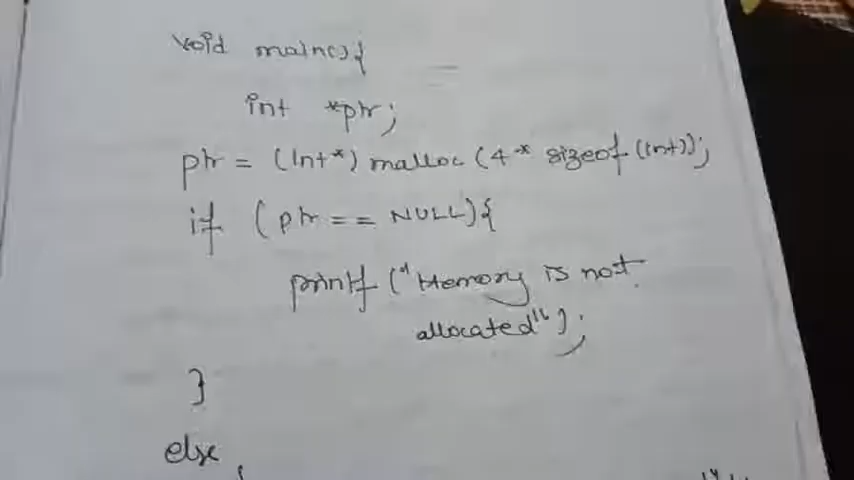 void main(){
int *ptr;
ptr = (int*) malloc (4* sizeof (int));
if (ptr == NULL){
printf ("Memory is not
allocated");
}
else